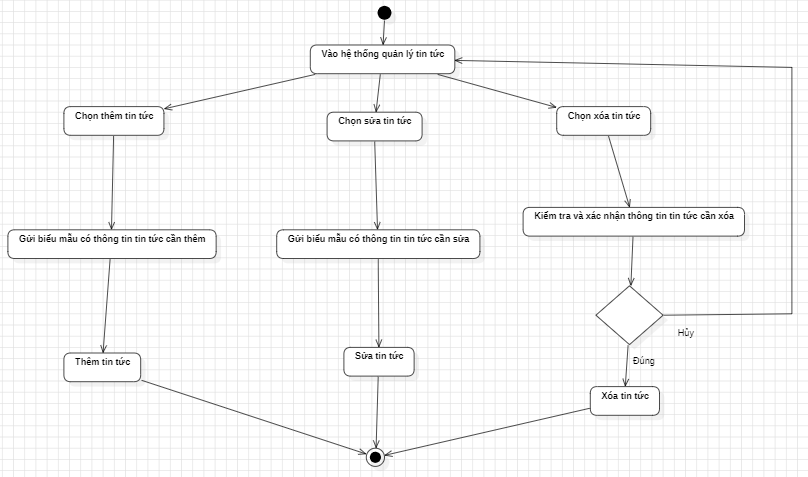 Vào hệ thống quản lý tin tức
Chọn thêm tin tức
Chọn sửa tin tức
Chọn xóa tin tức
Kiểm tra và xác nhận thông tin tin tức cần xóa
Gửi biểu mẫu có thông tin tin tức cần thêm
Gửi biểu mẫu có thông tin tin tức cần sửa
Hủy
Đúng
Thêm tin tức
Sửa tin tức
Xóa tin tức